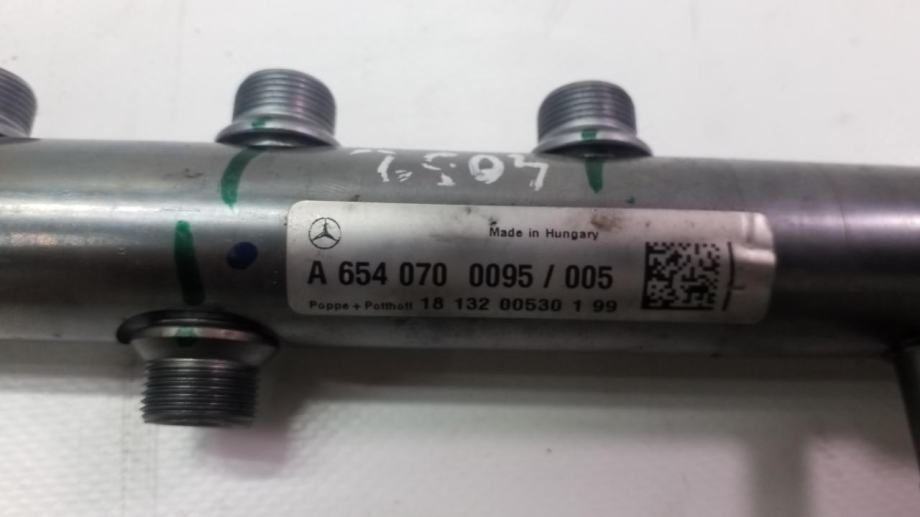 Made in Hungary
A 654 070 0095 / 005
Poppe + Potthoff 18 132 00530 1 99